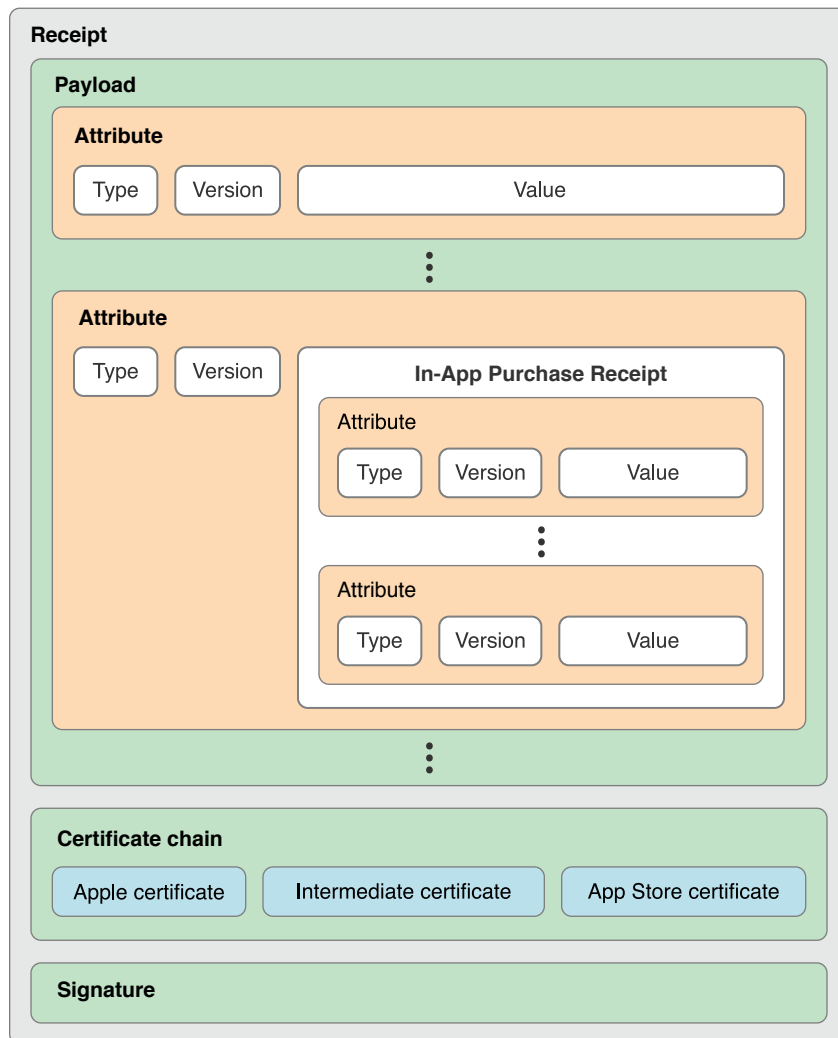 Receipt
Payload
Attribute
Type Version Value
Attribute
Type Version In-App Purchase Receipt
Attribute
Type Version Value
Attribute
Type Version Value
Certificate chain
Apple certificate Intermediate certificate App Store certificate
Signature